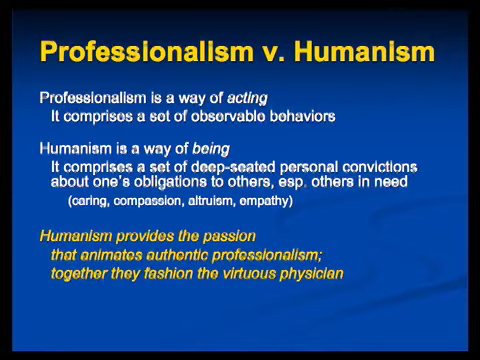 Professionalism v. Humanism
Professionalism is a way of acting
It comprises a set of observable behaviors
Humanism is a way of being
It comprises a set of deep-seated personal convictions
about one's obligations to others, esp. others in need
(caring, compassion, altruism, empathy)
Humanism provides the passion
that animates authentic professionalism;
together they fashion the virtuous physician